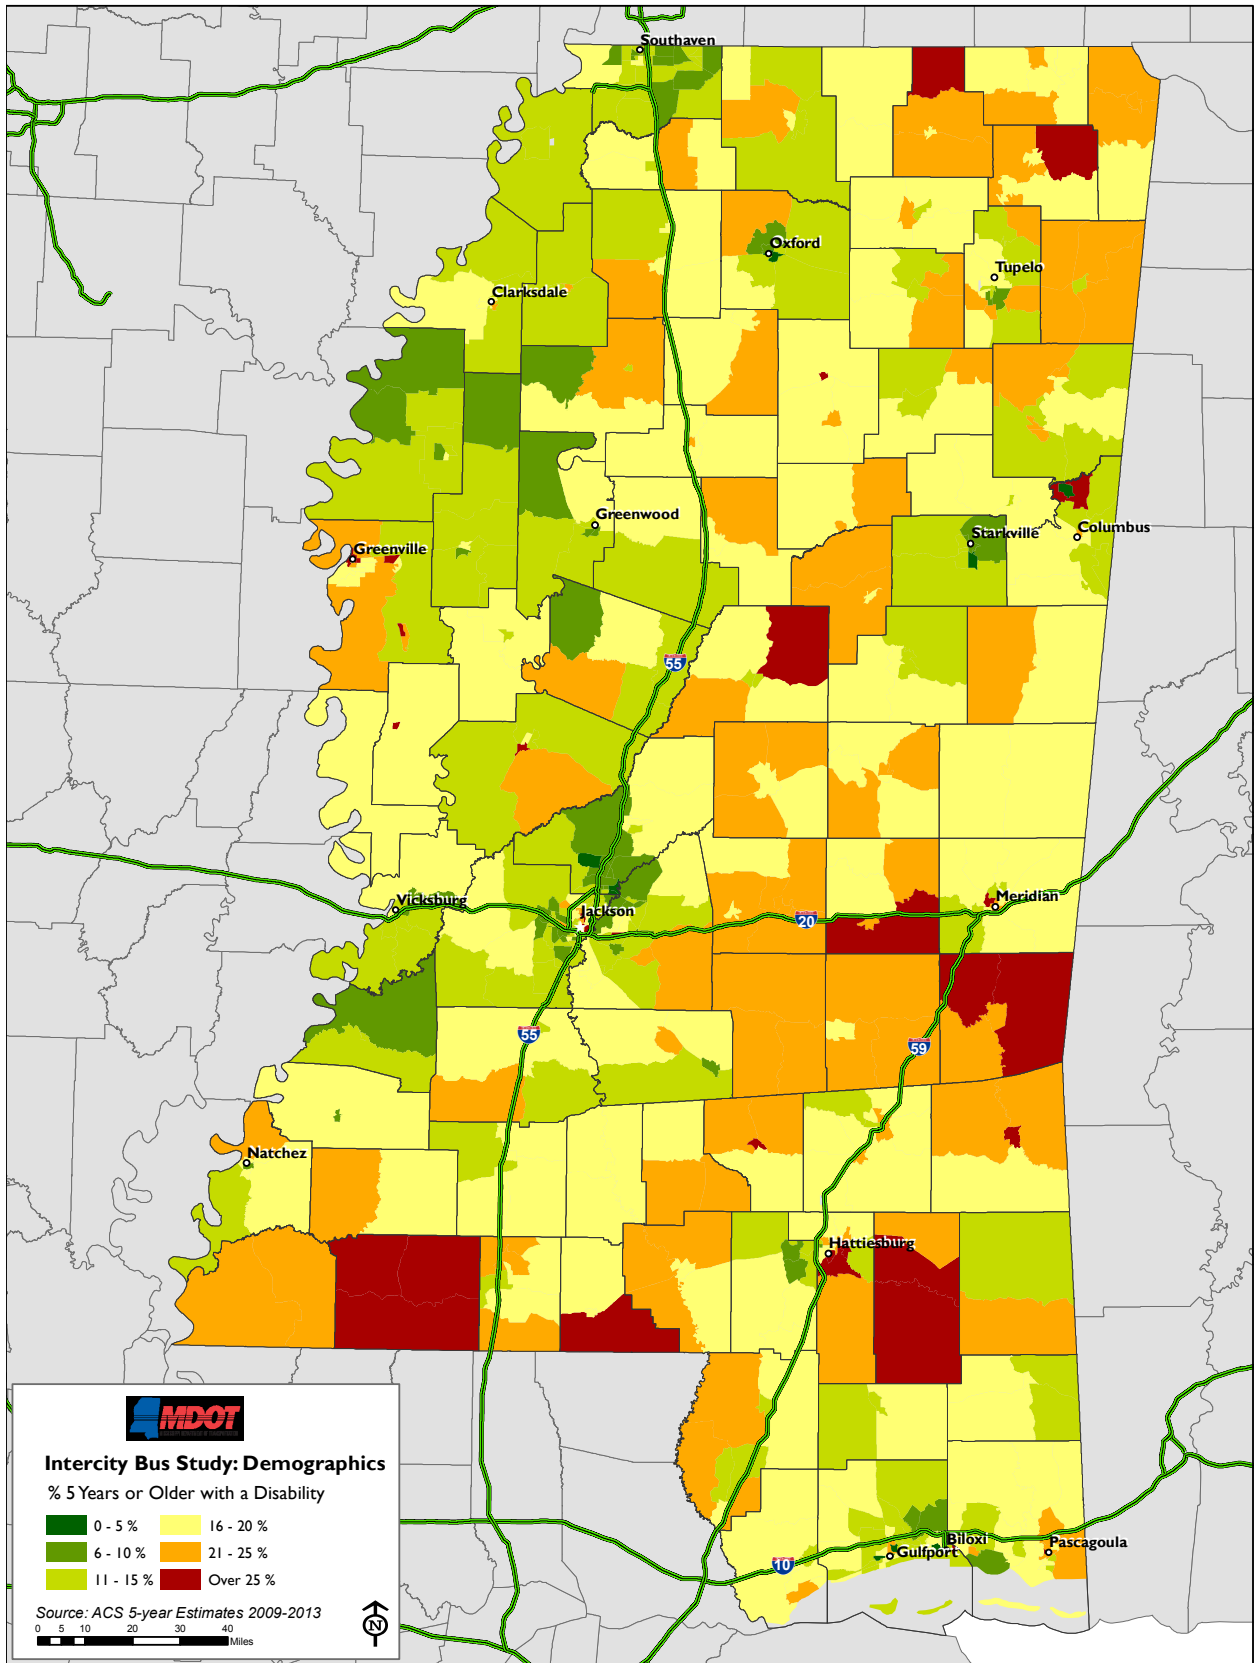 Southaven
Oxford
Tupelo
Clarksdale
Greenwood
Greenville
Starkville
Columbus
55
Vicksburg
Jackson
20
Meridian
55
59
Natchez
Hattiesburg
Biloxi
Gulfport
Pascagoula
10
MDOT
Intercity Bus Study: Demographics
% 5 Years or Older with a Disability
0 - 5 %
16 - 20 %
6 - 10 %
21 - 25 %
11 - 15 %
Over 25 %
Source: ACS 5-year Estimates 2009-2013
0 5 10 20 30 40
Miles
N